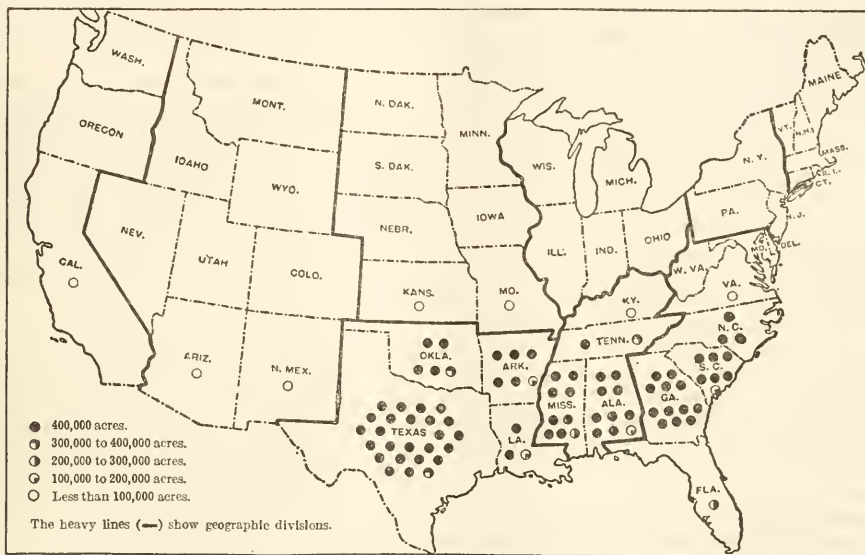 WASH.
MONT.
N. DAK.
MINN.
MAINE
VT.
N.H.
OREGON
IDAHO
S. DAK.
WIS.
MICH.
N. Y.
MASS.
R. I.
CT.
WYO.
IOWA
PA.
N. J.
NEV.
NEBR.
ILL.
IND.
OHIO
MD.
DEL.
UTAH
COLO.
W. VA.
CAL.
KANS.
MO.
KY.
VA.
N. C.
TENN.
ARIZ.
N. MEX.
OKLA.
ARK.
S. C.
MISS.
ALA.
GA.
TEXAS
LA.
FLA.
400,000 acres.
300,000 to 400,000 acres.
200,000 to 300,000 acres.
100,000 to 200,000 acres.
Less than 100,000 acres.
The heavy lines (━) show geographic divisions.